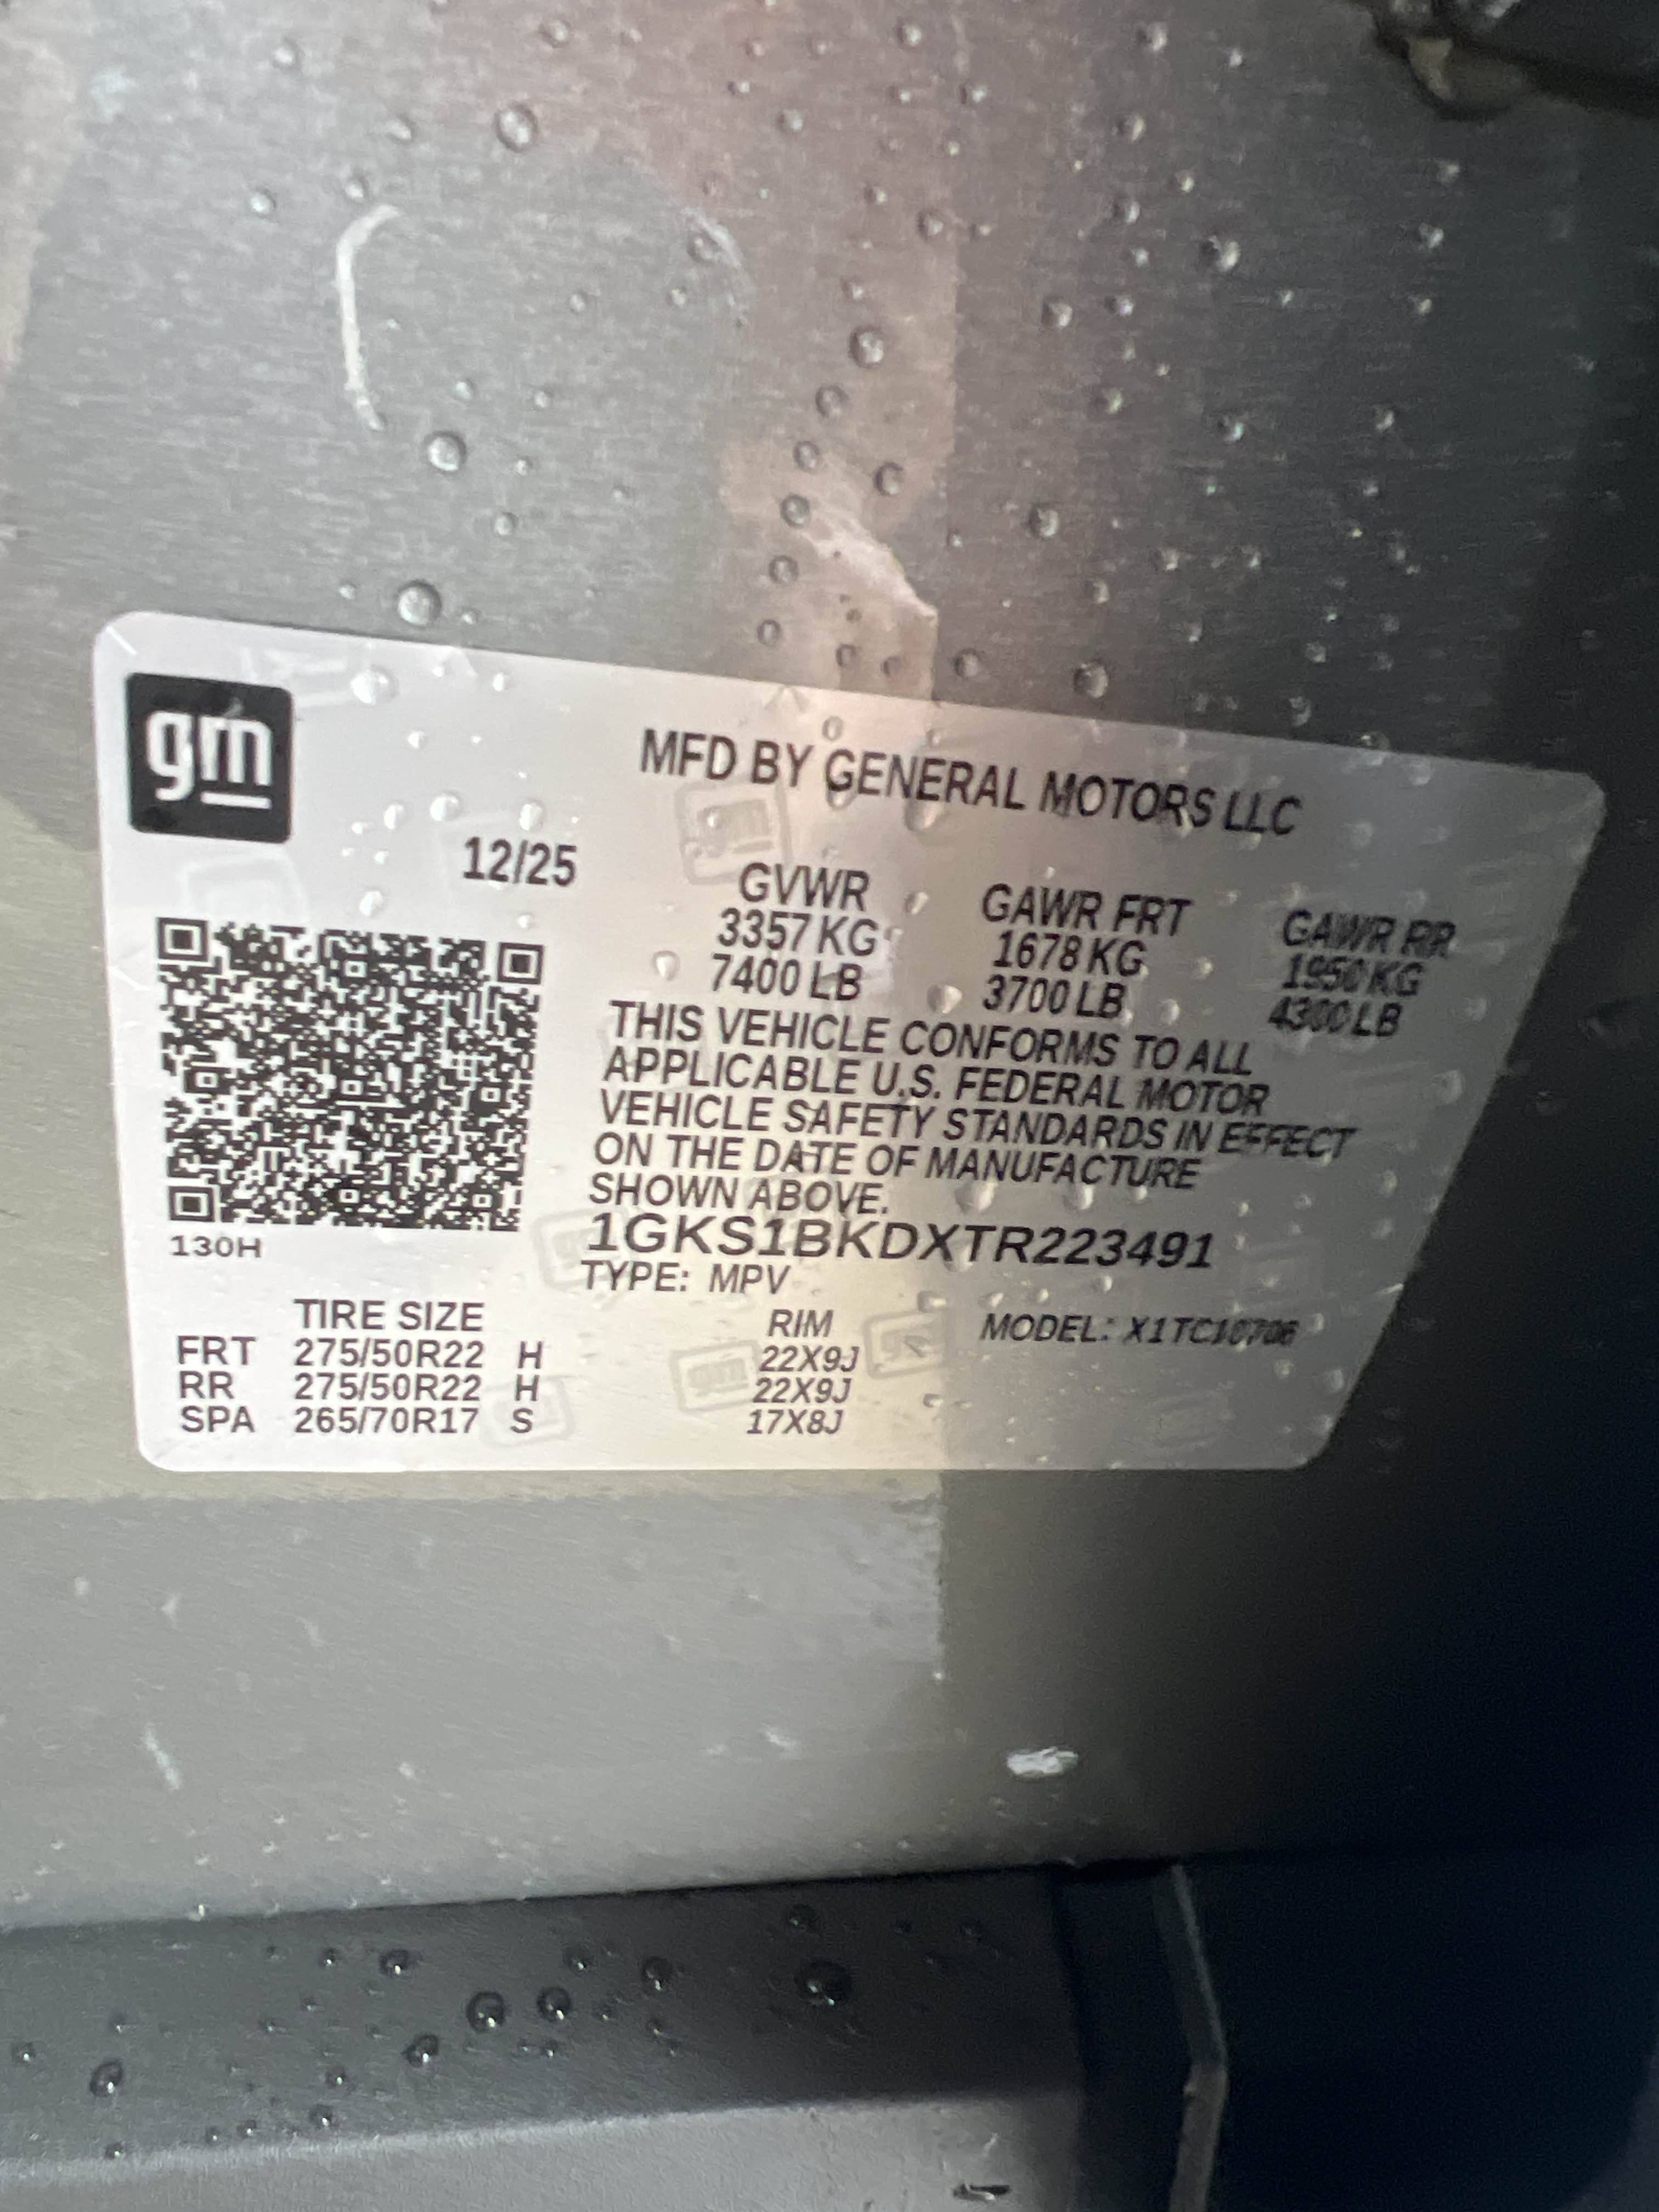 gm
MFD BY GENERAL MOTORS LLC
12/25
GVWR GAWR FRT GAWR RR
3357 KG 1678 KG 1950 KG
7400 LB 3700 LB 4300 LB
THIS VEHICLE CONFORMS TO ALL
APPLICABLE U.S. FEDERAL MOTOR
VEHICLE SAFETY STANDARDS IN EFFECT
ON THE DATE OF MANUFACTURE
SHOWN ABOVE.
1GKS1BKDXTR223491
130H
TYPE: MPV
TIRE SIZE RIM MODEL: X1TC10706
FRT 275/50R22 H 22X9J
RR 275/50R22 H 22X9J
SPA 265/70R17 S 17X8J